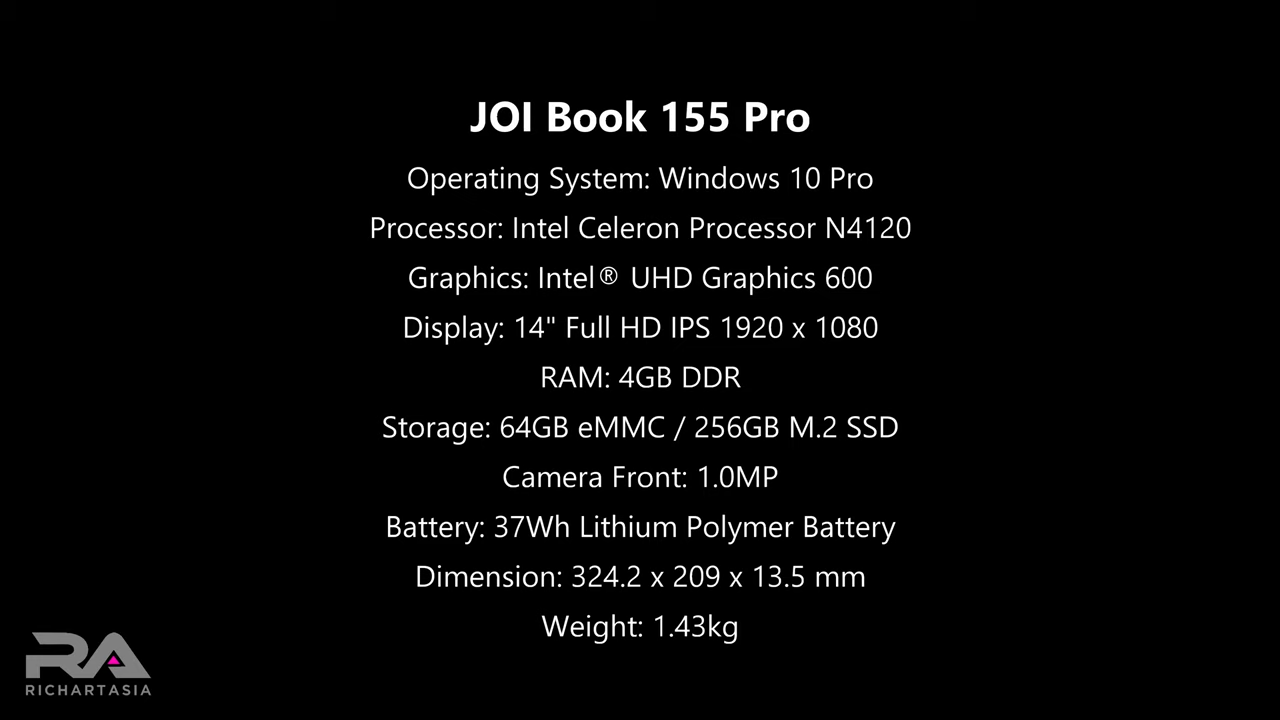 JOI Book 155 Pro
Operating System: Windows 10 Pro
Processor: Intel Celeron Processor N4120
Graphics: Intel® UHD Graphics 600
Display: 14" Full HD IPS 1920 x 1080
RAM: 4GB DDR
Storage: 64GB eMMC / 256GB M.2 SSD
Camera Front: 1.0MP
Battery: 37Wh Lithium Polymer Battery
Dimension: 324.2 x 209 x 13.5 mm
Weight: 1.43kg
RA
RICHARTASIA